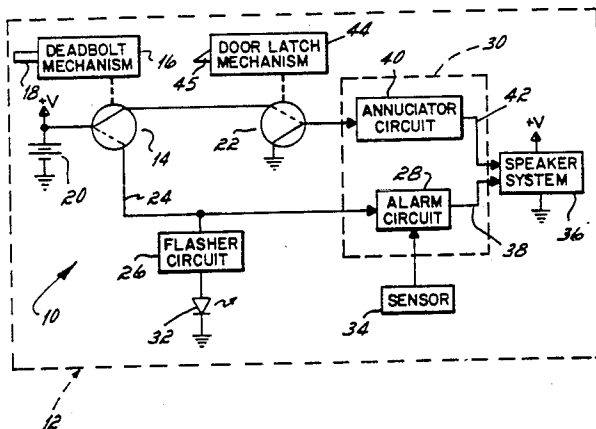 DEADBOLT
MECHANISM
16
18
DOOR LATCH
MECHANISM
44
45
40
30
+V
ANNUCIATOR
CIRCUIT
42
14
22
+V
20
24
28
SPEAKER
SYSTEM
36
ALARM
CIRCUIT
38
FLASHER
CIRCUIT
26
10
32
SENSOR
34
12